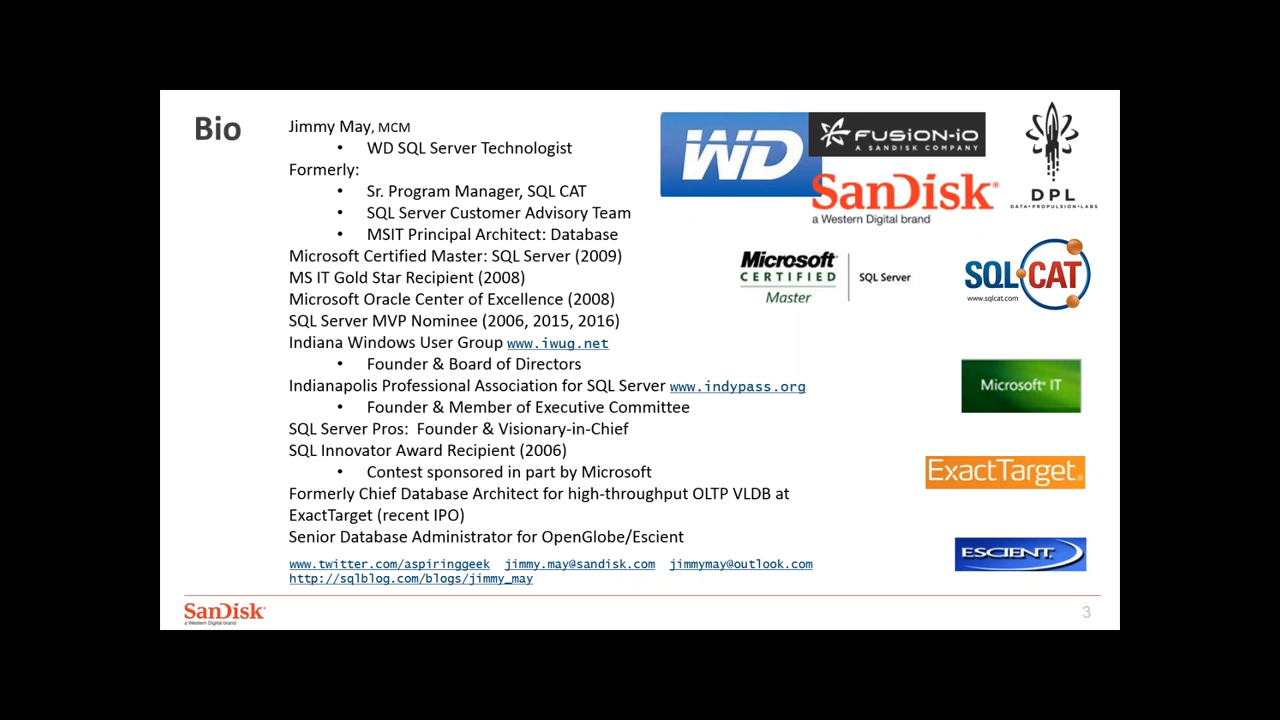 Bio
Jimmy May, MCM
• WD SQL Server Technologist
Formerly:
• Sr. Program Manager, SQL CAT
• SQL Server Customer Advisory Team
• MSIT Principal Architect: Database
Microsoft Certified Master: SQL Server (2009)
MS IT Gold Star Recipient (2008)
Microsoft Oracle Center of Excellence (2008)
SQL Server MVP Nominee (2006, 2015, 2016)
Indiana Windows User Group www.iwug.net
• Founder & Board of Directors
Indianapolis Professional Association for SQL Server www.indypass.org
• Founder & Member of Executive Committee
SQL Server Pros: Founder & Visionary-in-Chief
SQL Innovator Award Recipient (2006)
• Contest sponsored in part by Microsoft
Formerly Chief Database Architect for high-throughput OLTP VLDB at
ExactTarget (recent IPO)
Senior Database Administrator for OpenGlobe/Escient
www.twitter.com/aspiringgeek jimmy.may@sandisk.com jimmymay@outlook.com
http://sqlblog.com/blogs/jimmy_may
WD
FUSION-iO
A SANDISK COMPANY
SanDisk®
a Western Digital brand
DPL
DATA•PROPULSION•LABS
Microsoft®
CERTIFIED
Master
SQL Server
SQL CAT
www.sqlcat.com
Microsoft® IT
ExactTarget®
ESCIENT®
SanDisk®
a Western Digital brand
3